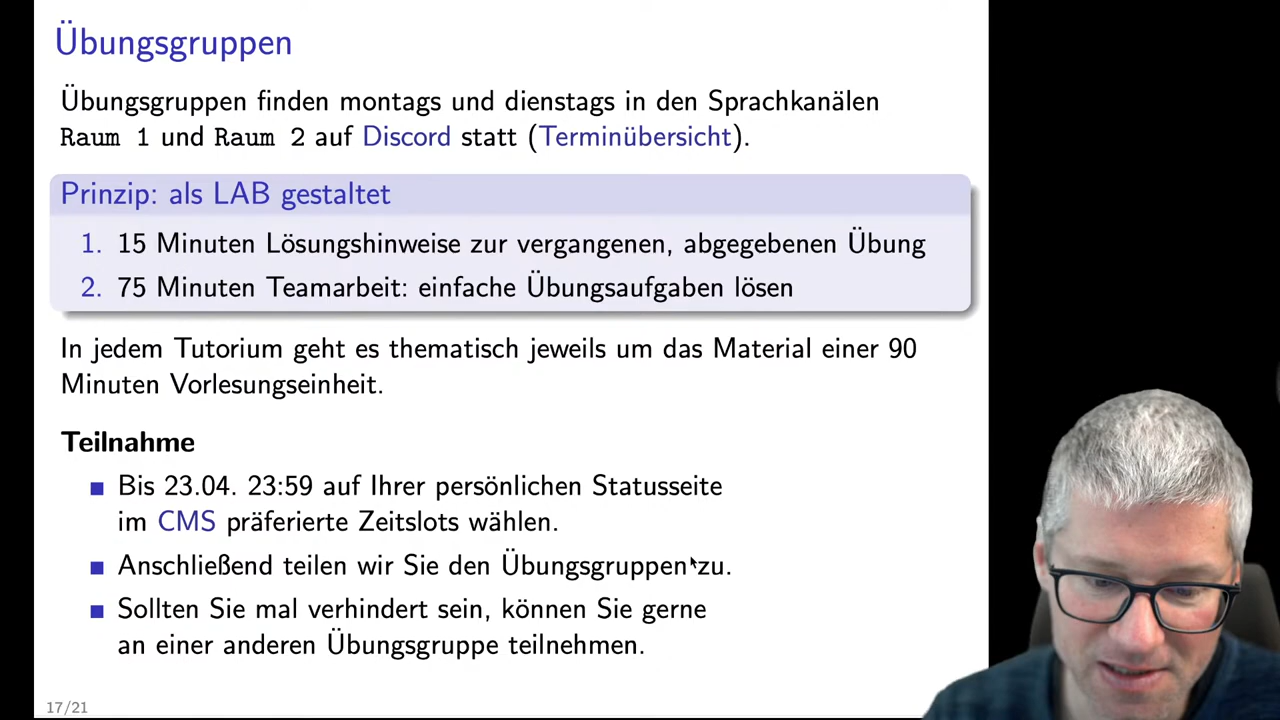 Übungsgruppen
Übungsgruppen finden montags und dienstags in den Sprachkanälen
Raum 1 und Raum 2 auf Discord statt (Terminübersicht).
Prinzip: als LAB gestaltet
1. 15 Minuten Lösungshinweise zur vergangenen, abgegebenen Übung
2. 75 Minuten Teamarbeit: einfache Übungsaufgaben lösen
In jedem Tutorium geht es thematisch jeweils um das Material einer 90
Minuten Vorlesungseinheit.
Teilnahme
Bis 23.04. 23:59 auf Ihrer persönlichen Statusseite
im CMS präferierte Zeitslots wählen.
Anschließend teilen wir Sie den Übungsgruppen zu.
Sollten Sie mal verhindert sein, können Sie gerne
an einer anderen Übungsgruppe teilnehmen.
17/21